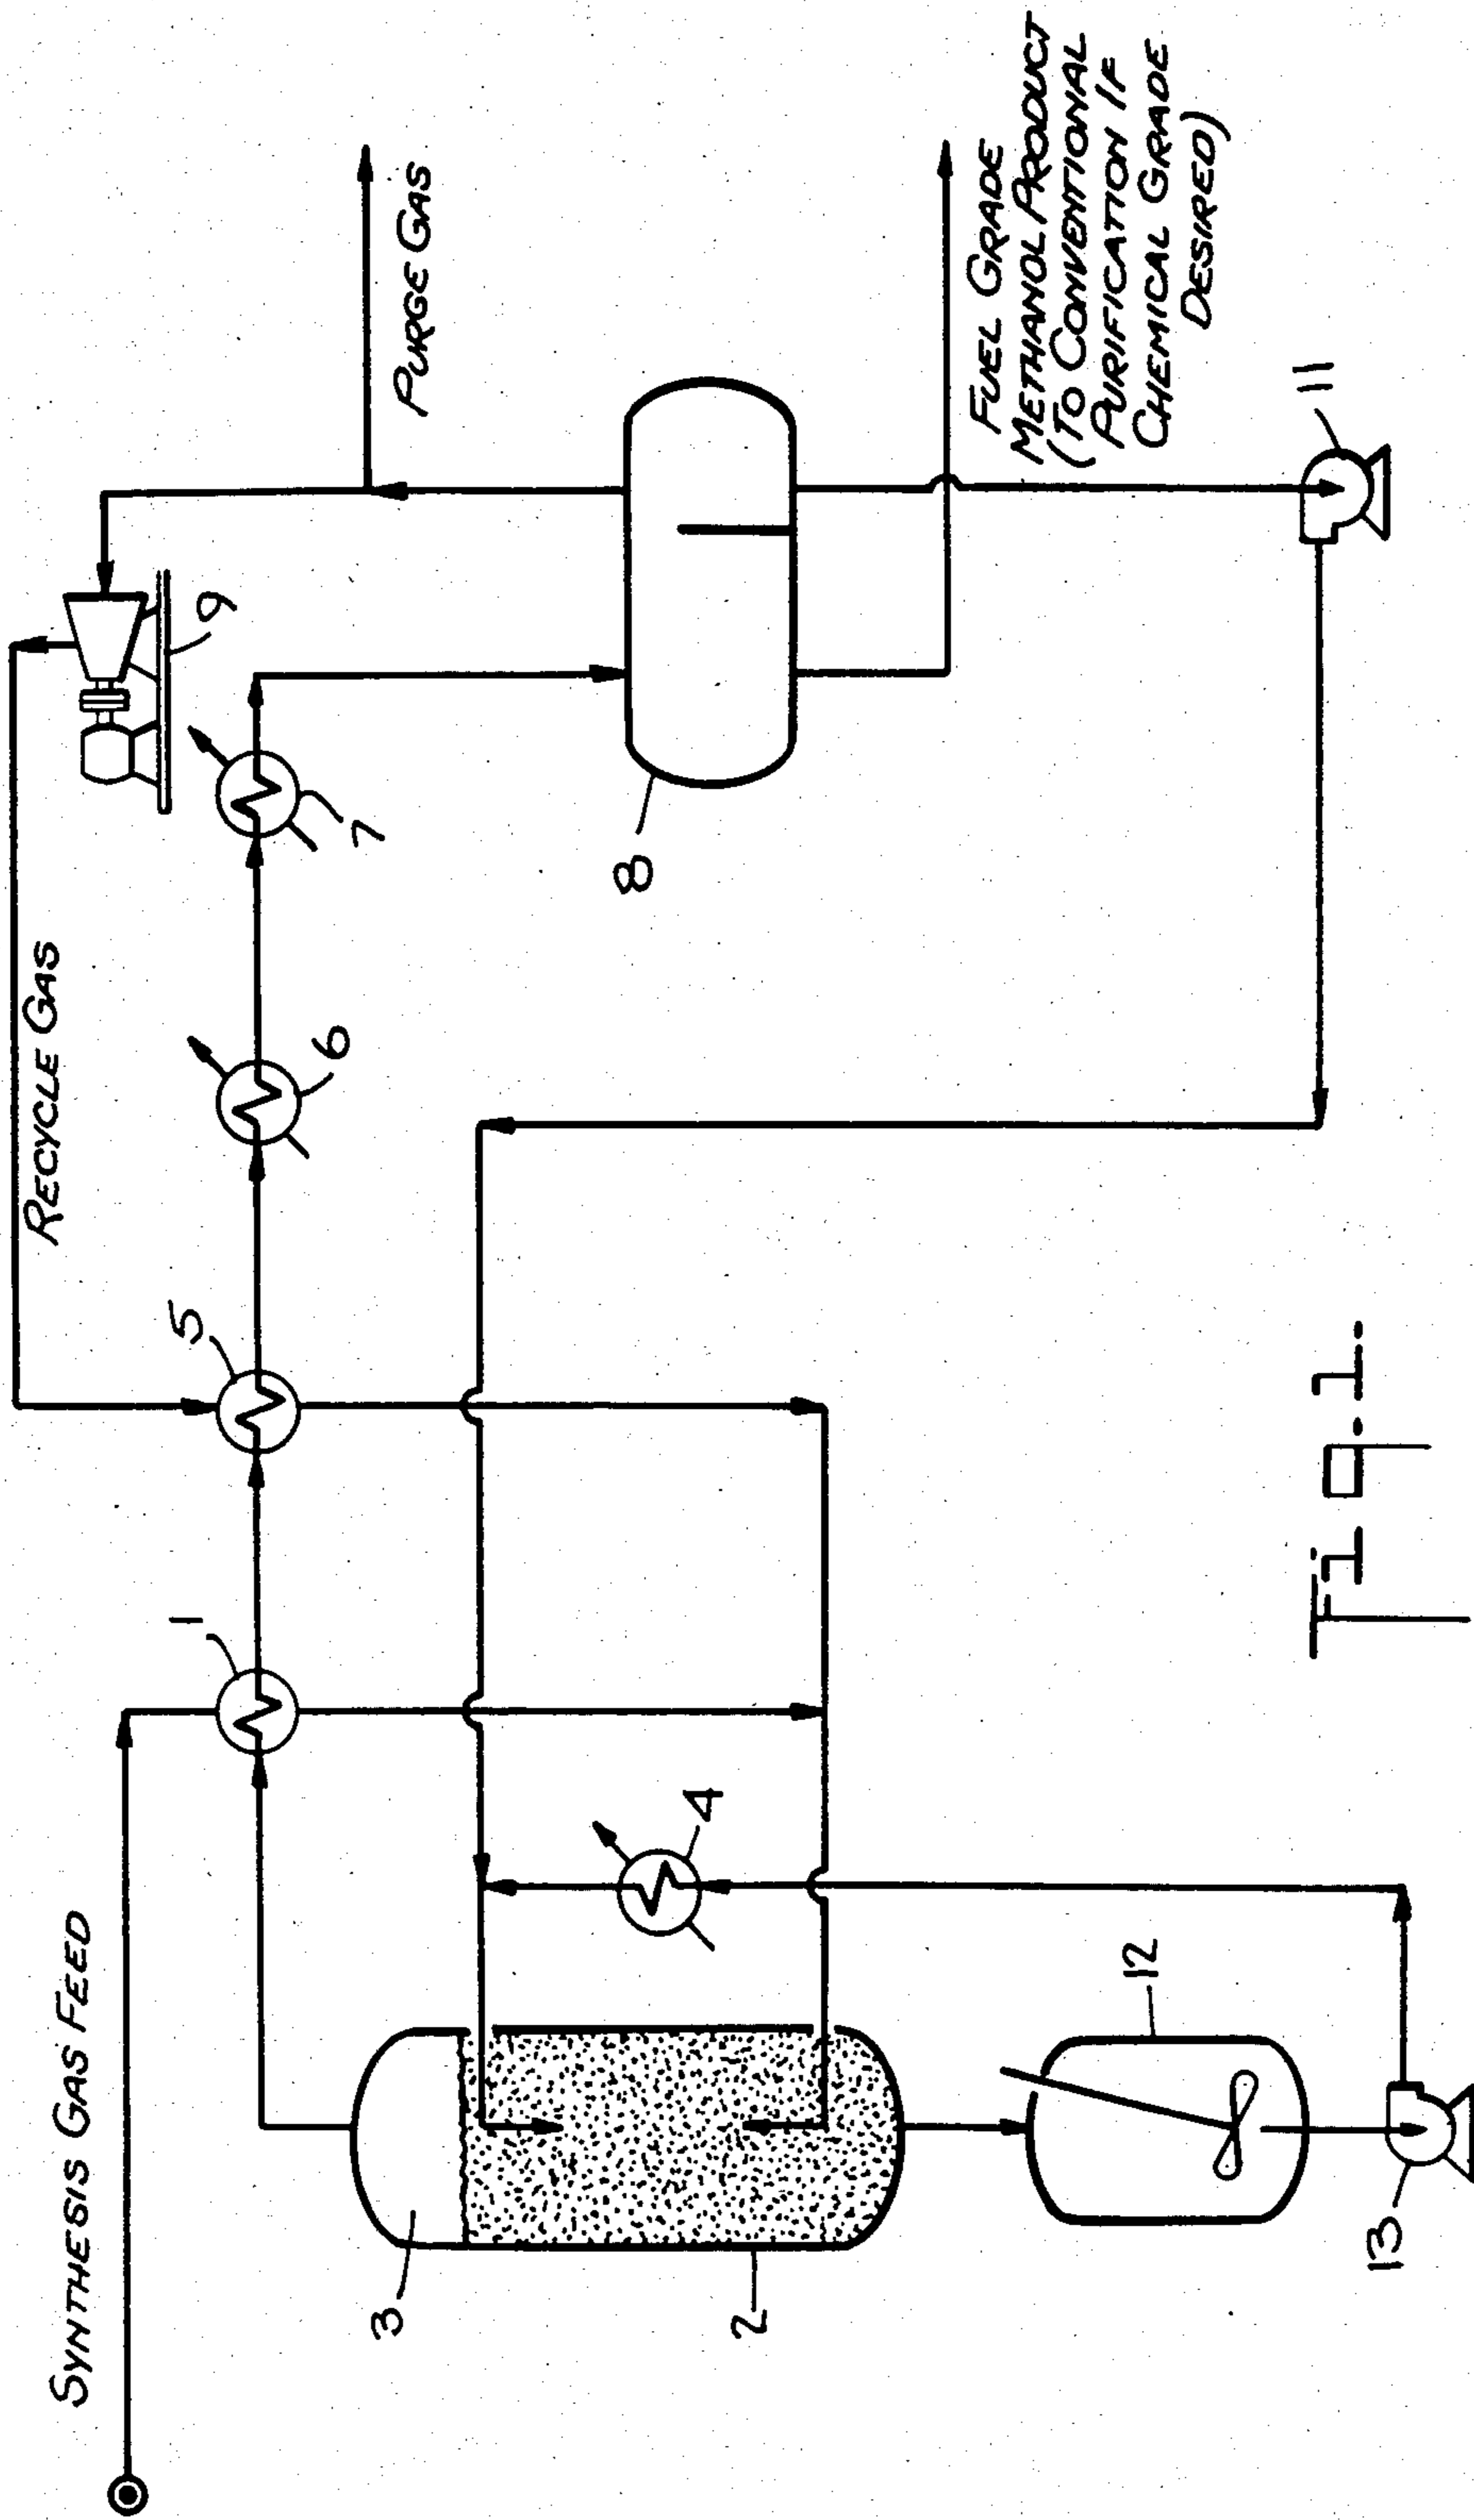 SYNTHESIS GAS FEED
RECYCLE GAS
1
5
6
7
9
PURGE GAS
3
2
4
8
FUEL GRADE
METHANOL PRODUCT
(TO CONVENTIONAL
PURIFICATION IF
CHEMICAL GRADE
DESIRED)
12
13
11
Fig. 1.